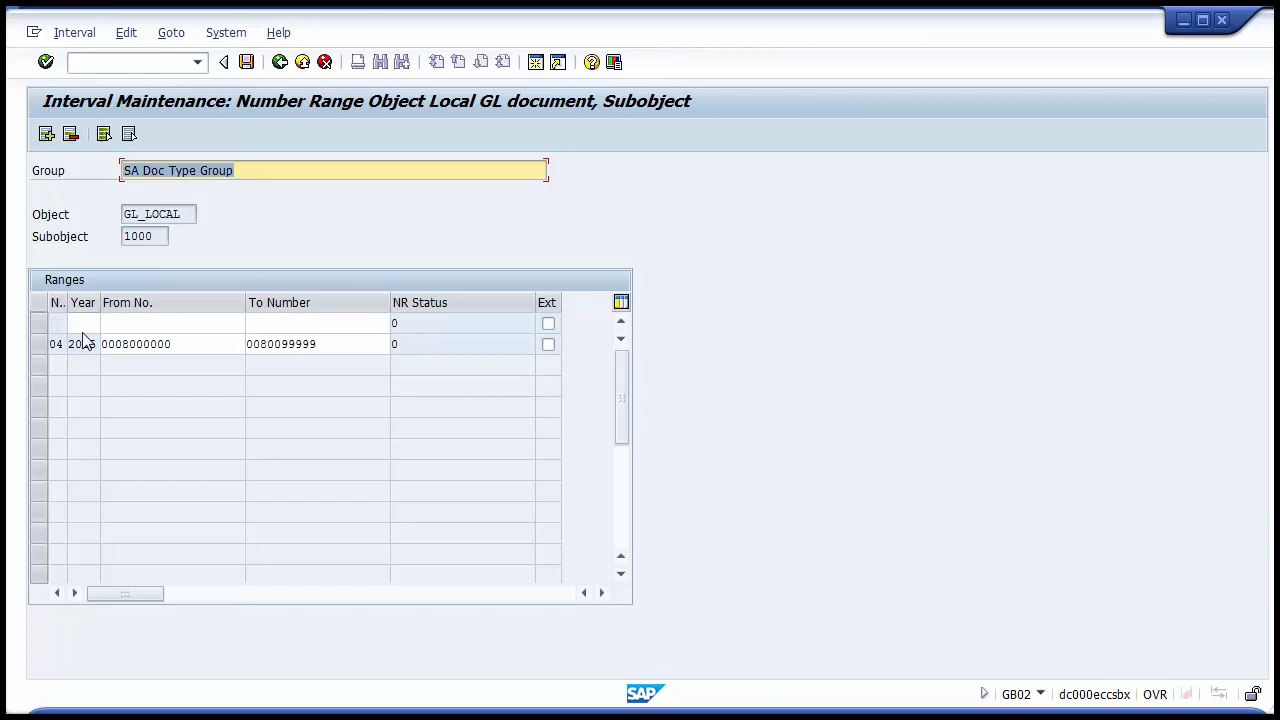 Interval Edit Goto System Help
Interval Maintenance: Number Range Object Local GL document, Subobject
Group SA Doc Type Group
Object GL_LOCAL
Subobject 1000
Ranges
N.. Year From No. To Number NR Status Ext
0
04 0008000000 0080099999 0
SAP GB02 dc000eccsbx OVR